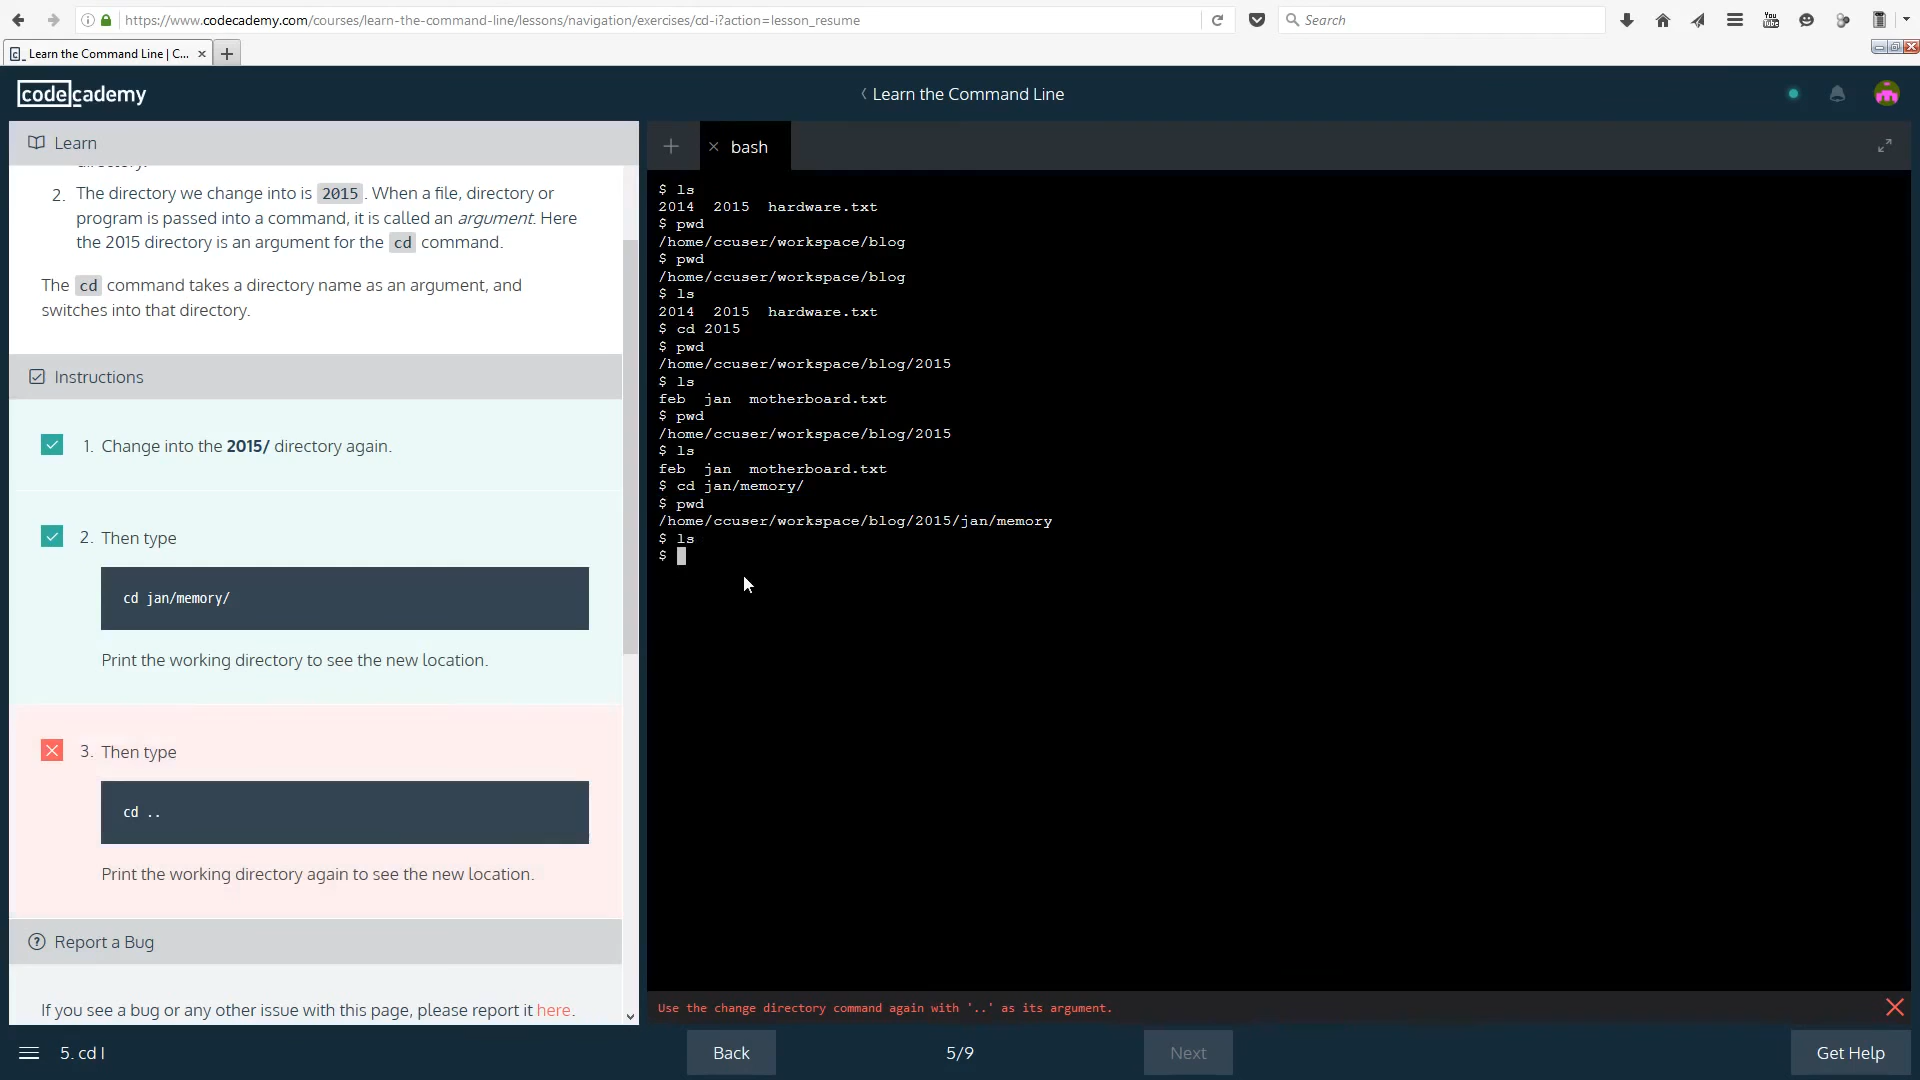 https://www.codecademy.com/courses/learn-the-command-line/lessons/navigation/exercises/cd-i?action=lesson_resume
Search
You Tube
Learn the Command Line | C...
codecademy
Learn the Command Line
Learn
bash
directory.
2. The directory we change into is 2015. When a file, directory or
program is passed into a command, it is called an argument. Here
the 2015 directory is an argument for the cd command.
The cd command takes a directory name as an argument, and
switches into that directory.
Instructions
1. Change into the 2015/ directory again.
2. Then type
cd jan/memory/
Print the working directory to see the new location.
3. Then type
cd ..
Print the working directory again to see the new location.
Report a Bug
If you see a bug or any other issue with this page, please report it here.
$ ls
2014  2015  hardware.txt
$ pwd
/home/ccuser/workspace/blog
$ pwd
/home/ccuser/workspace/blog
$ ls
2014  2015  hardware.txt
$ cd 2015
$ pwd
/home/ccuser/workspace/blog/2015
$ ls
feb  jan  motherboard.txt
$ pwd
/home/ccuser/workspace/blog/2015
$ ls
feb  jan  motherboard.txt
$ cd jan/memory/
$ pwd
/home/ccuser/workspace/blog/2015/jan/memory
$ ls
$
Use the change directory command again with '..' as its argument.
5. cd I
Back
5/9
Next
Get Help